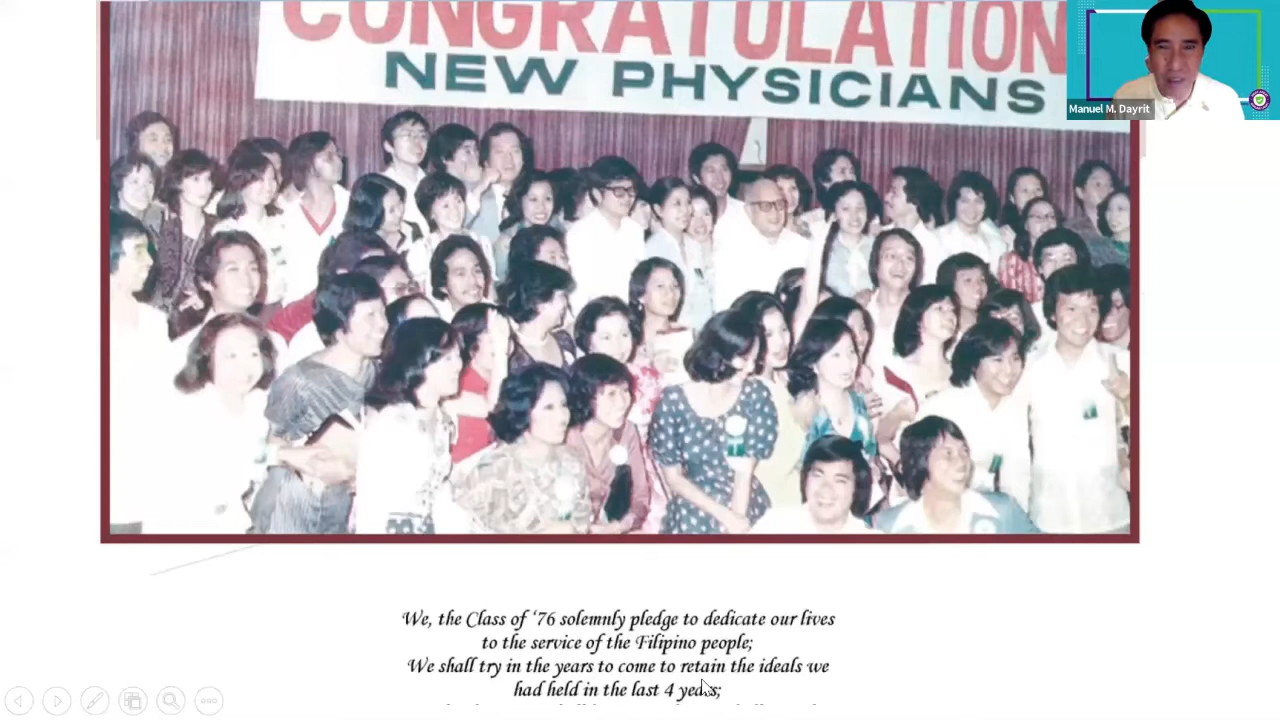 CONGRATULATION
NEW PHYSICIANS
Manuel M. Dayrit
We, the Class of ‘76 solemnly pledge to dedicate our lives
to the service of the Filipino people;
We shall try in the years to come to retain the ideals we
had held in the last 4 years;